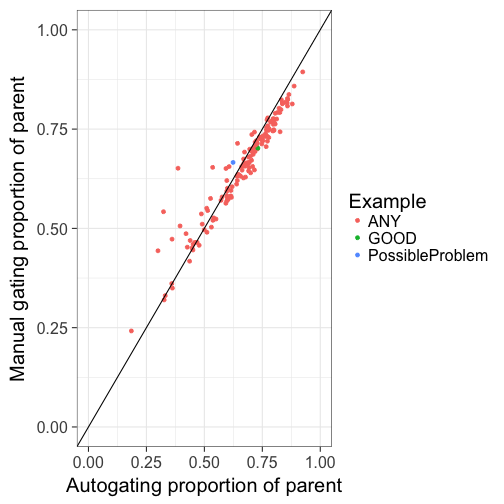 1.00
0.75
0.50
0.25
0.00
Manual gating proportion of parent
0.00 0.25 0.50 0.75 1.00
Autogating proportion of parent
Example
ANY
GOOD
PossibleProblem